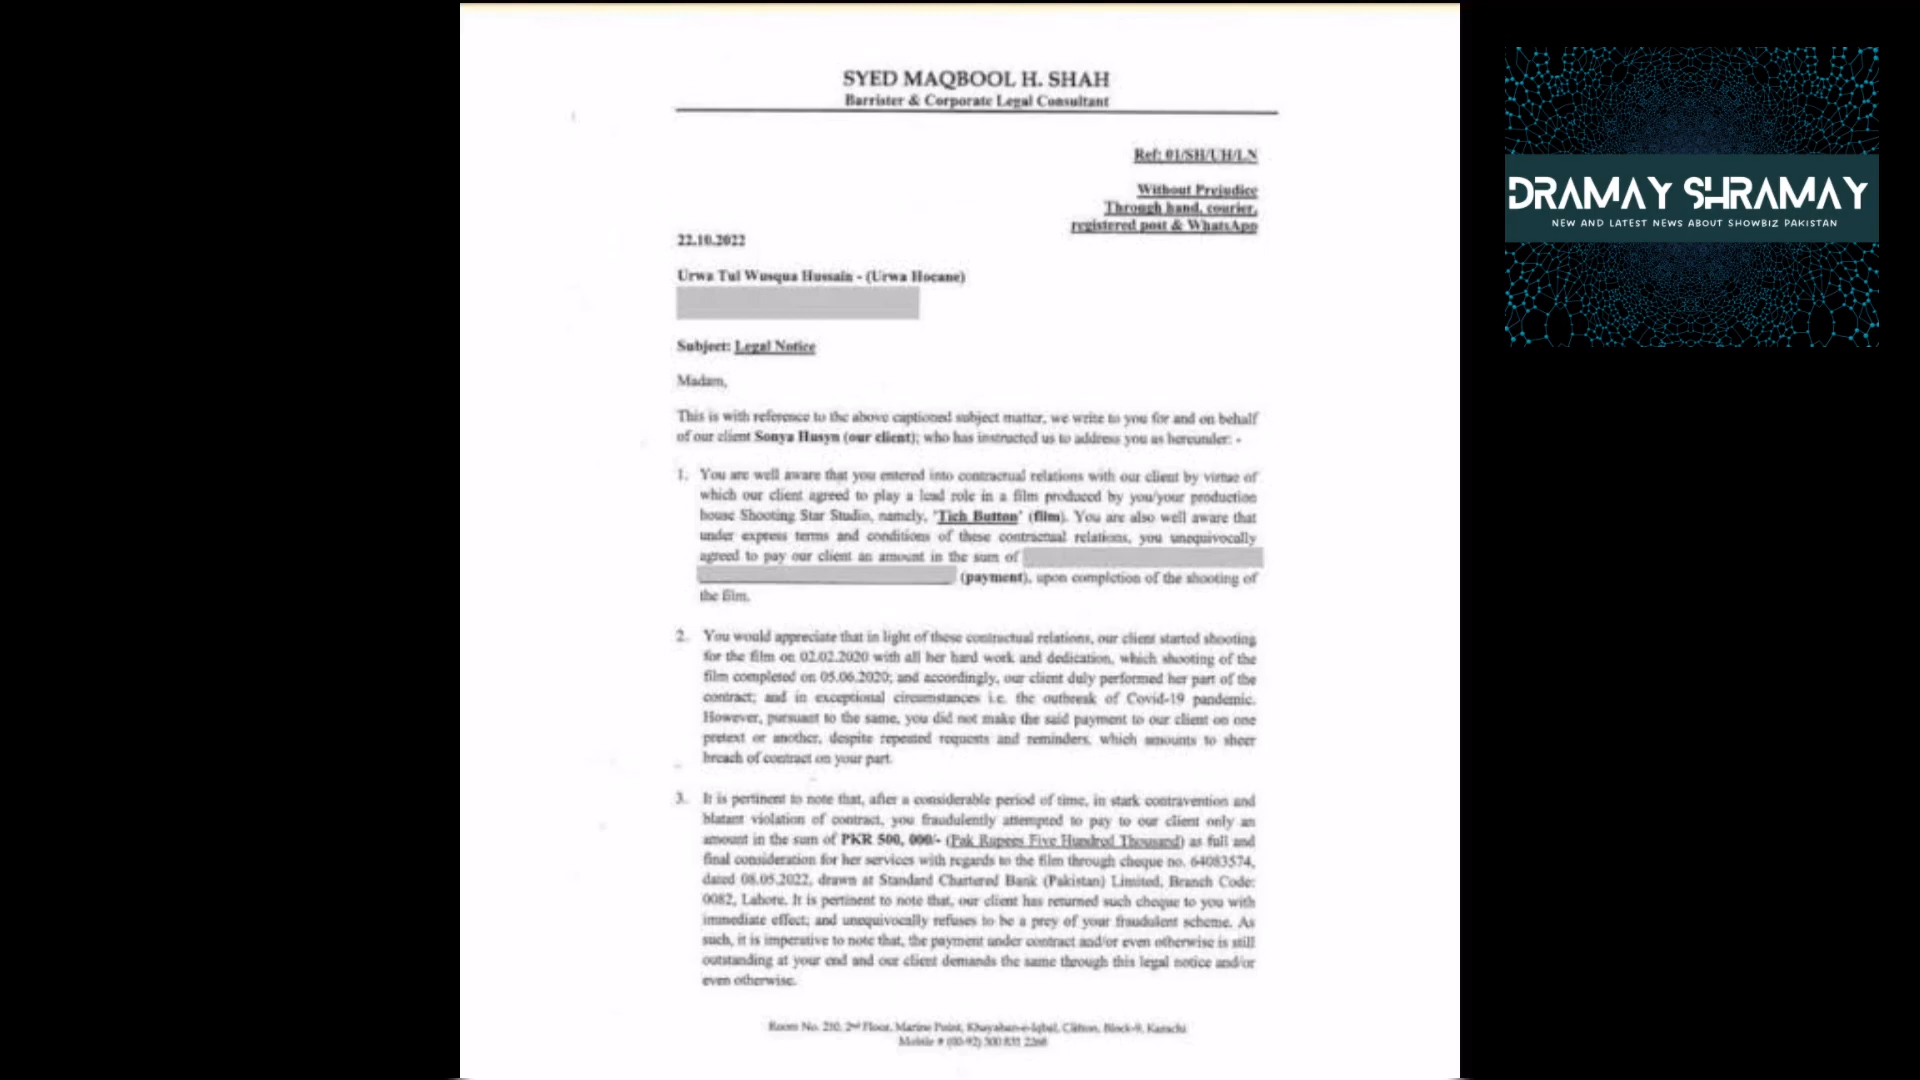 SYED MAQBOOL H. SHAH
Barrister & Corporate Legal Consultant
Ref: 01/SH/UH/LN
Without Prejudice
Through hand, courier,
registered post & WhatsApp
22.10.2022
Urwa Tul Wusqua Hussain - (Urwa Hocane)
Subject: Legal Notice
Madam,
This is with reference to the above captioned subject matter, we write to you for and on behalf
of our client Sonya Husyn (our client); who has instructed us to address you as hereunder: -
1. You are well aware that you entered into contractual relations with our client by virtue of
which our client agreed to play a lead role in a film produced by you/your production
house Shooting Star Studio, namely, 'Tich Button' (film). You are also well aware that
under express terms and conditions of these contractual relations, you unequivocally
agreed to pay our client an amount in the sum of
(payment), upon completion of the shooting of
the film.
2. You would appreciate that in light of these contractual relations, our client started shooting
for the film on 02.02.2020 with all her hard work and dedication, which shooting of the
film completed on 05.06.2020; and accordingly, our client duly performed her part of the
contract; and in exceptional circumstances i.e. the outbreak of Covid-19 pandemic.
However, pursuant to the same, you did not make the said payment to our client on one
pretext or another, despite repeated requests and reminders, which amounts to sheer
breach of contract on your part.
3. It is pertinent to note that, after a considerable period of time, in stark contravention and
blatant violation of contract, you fraudulently attempted to pay to our client only an
amount in the sum of PKR 500, 000/- (Pak Rupees Five Hundred Thousand) as full and
final consideration for her services with regards to the film through cheque no. 64083574,
dated 08.05.2022, drawn at Standard Chartered Bank (Pakistan) Limited, Branch Code:
0082, Lahore. It is pertinent to note that, our client has returned such cheque to you with
immediate effect; and unequivocally refuses to be a prey of your fraudulent scheme. As
such, it is imperative to note that, the payment under contract and/or even otherwise is still
outstanding at your end and our client demands the same through this legal notice and/or
even otherwise.
Room No. 210, 2nd Floor, Marine Point, Khayaban-e-Iqbal, Clifton, Block-9, Karachi
Mobile # (00-92) 300 831 2268
DRAMAY SHRAMAY
NEW AND LATEST NEWS ABOUT SHOWBIZ PAKISTAN